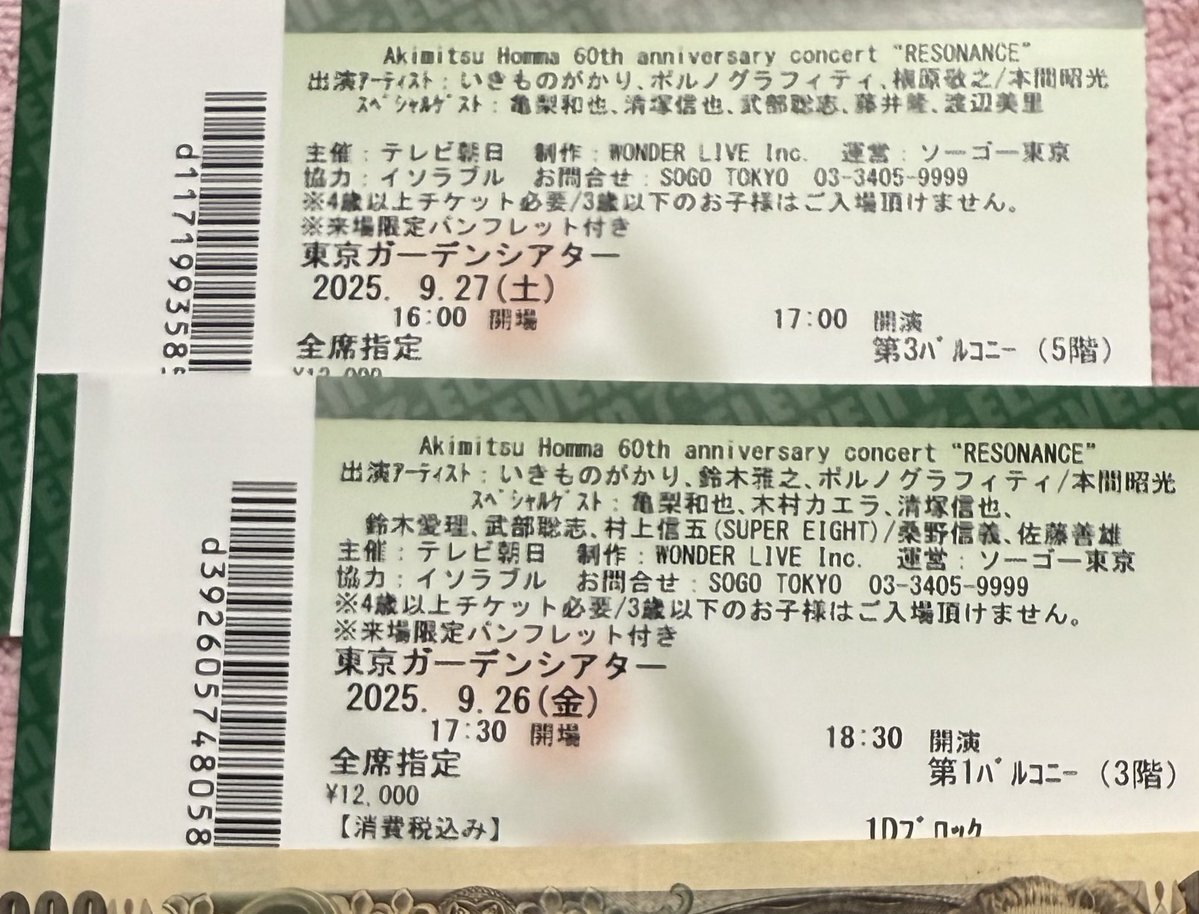 Akimitsu Homma 60th anniversary concert "RESONANCE"
出演アーティスト：いきものがかり、ポルノグラフィティ、槇原敬之/本間昭光
スペシャルゲスト：亀梨和也、清塚信也、武部聡志、藤井隆、渡辺美里
主催：テレビ朝日　制作：WONDER LIVE Inc.　運営：ソーゴー東京
協力：イソラブル　お問合せ：SOGO TOKYO　03-3405-9999
※4歳以上チケット必要/3歳以下のお子様はご入場頂けません。
※来場限定パンフレット付き
東京ガーデンシアター
2025. 9.27(土)
16:00 開場　17:00 開演
全席指定　第3バルコニー（5階）
¥12,000
Akimitsu Homma 60th anniversary concert "RESONANCE"
出演アーティスト：いきものがかり、鈴木雅之、ポルノグラフィティ/本間昭光
スペシャルゲスト：亀梨和也、木村カエラ、清塚信也、
鈴木愛理、武部聡志、村上信五(SUPER EIGHT)/桑野信義、佐藤善雄
主催：テレビ朝日　制作：WONDER LIVE Inc.　運営：ソーゴー東京
協力：イソラブル　お問合せ：SOGO TOKYO　03-3405-9999
※4歳以上チケット必要/3歳以下のお子様はご入場頂けません。
※来場限定パンフレット付き
東京ガーデンシアター
2025. 9.26(金)
17:30 開場　18:30 開演
全席指定　第1バルコニー（3階）
¥12,000
【消費税込み】　1Dブロック
d392605748058